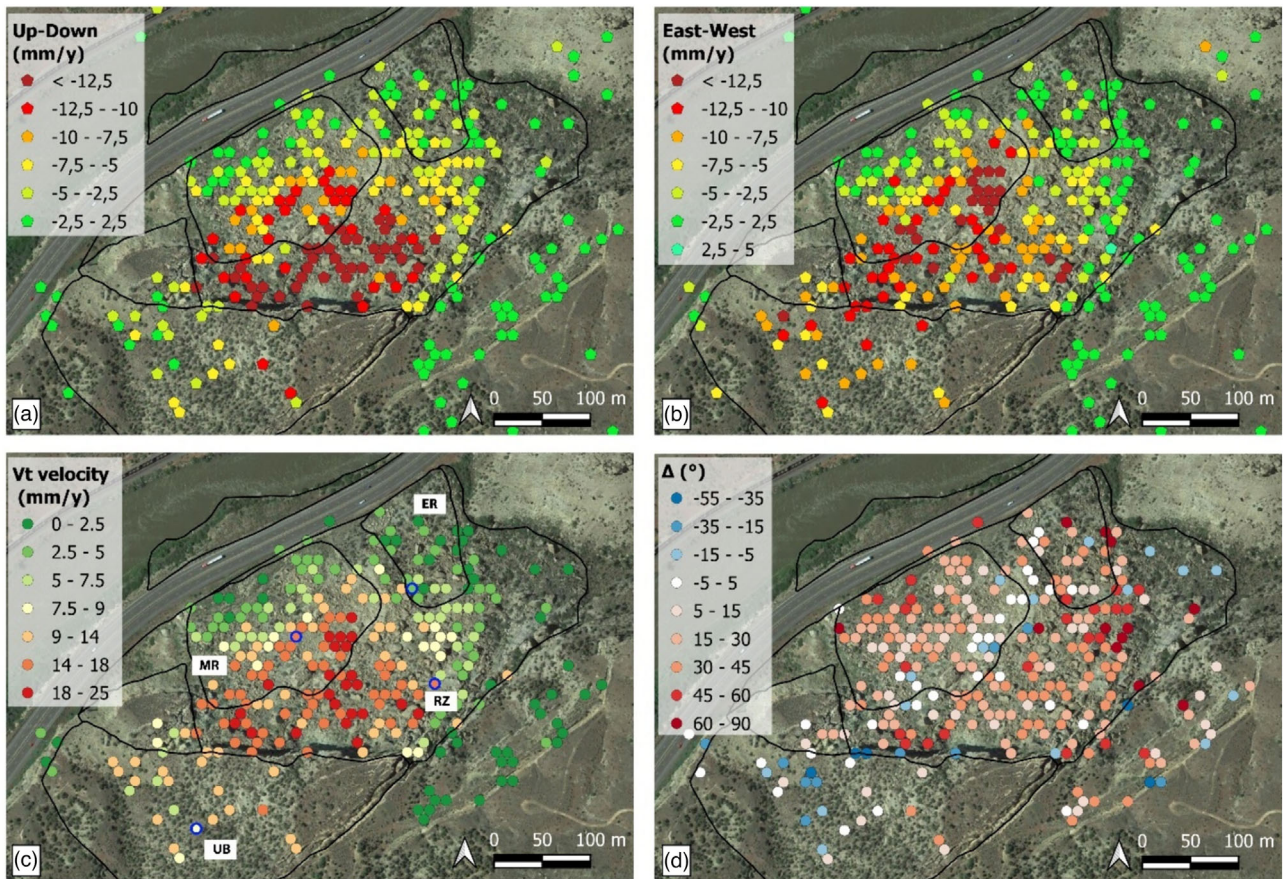 Up-Down
(mm/y)
< -12,5
-12,5 - -10
-10 - -7,5
-7,5 - -5
-5 - -2,5
-2,5 - 2,5
0 50 100 m
(a)
East-West
(mm/y)
< -12,5
-12,5 - -10
-10 - -7,5
-7,5 - -5
-5 - -2,5
-2,5 - 2,5
2,5 - 5
0 50 100 m
(b)
Vt velocity
(mm/y)
0 - 2.5
2.5 - 5
5 - 7.5
7.5 - 9
9 - 14
14 - 18
18 - 25
ER
MR
RZ
UB
0 50 100 m
(c)
Δ (°)
-55 - -35
-35 - -15
-15 - -5
-5 - 5
5 - 15
15 - 30
30 - 45
45 - 60
60 - 90
0 50 100 m
(d)